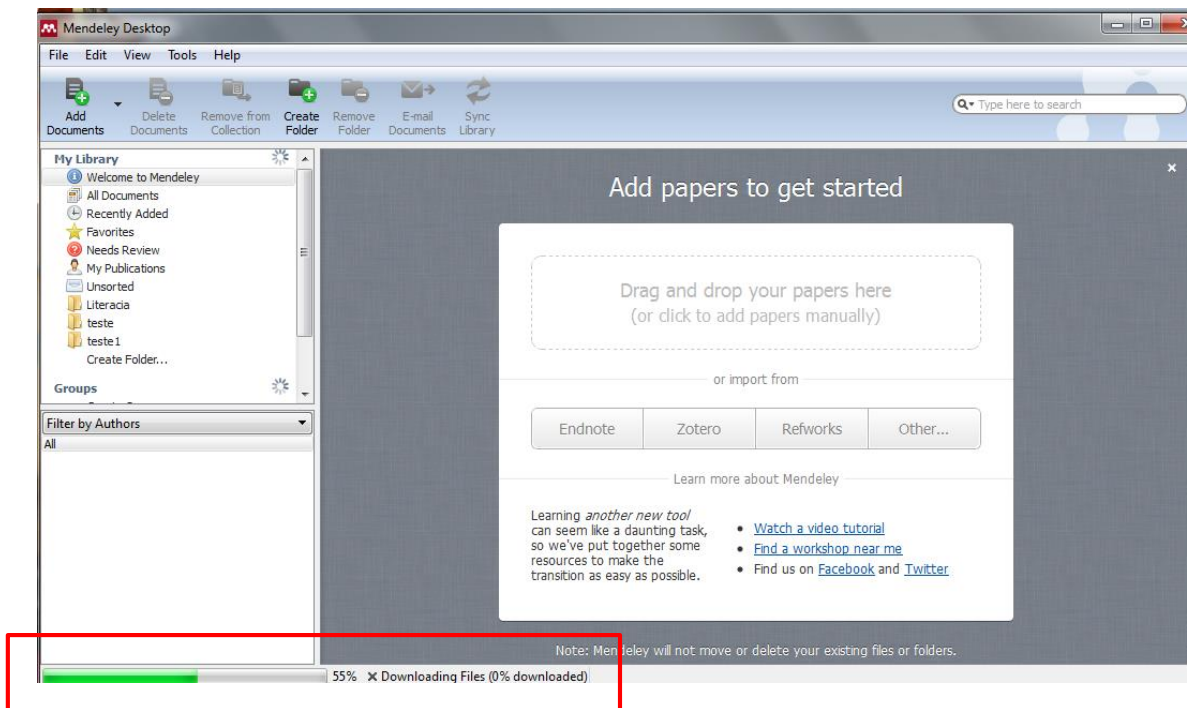 Mendeley Desktop
File Edit View Tools Help
Add Documents
Delete Documents
Remove from Collection
Create Folder
Remove Folder
E-mail Documents
Sync Library
Type here to search
My Library
Welcome to Mendeley
All Documents
Recently Added
Favorites
Needs Review
My Publications
Unsorted
Literacia
teste
teste1
Create Folder...
Groups
Filter by Authors
All
Add papers to get started
Drag and drop your papers here
(or click to add papers manually)
or import from
Endnote Zotero Refworks Other...
Learn more about Mendeley
Learning another new tool
can seem like a daunting task,
so we've put together some
resources to make the
transition as easy as possible.
• Watch a video tutorial
• Find a workshop near me
• Find us on Facebook and Twitter
Note: Mendeley will not move or delete your existing files or folders.
55% Downloading Files (0% downloaded)